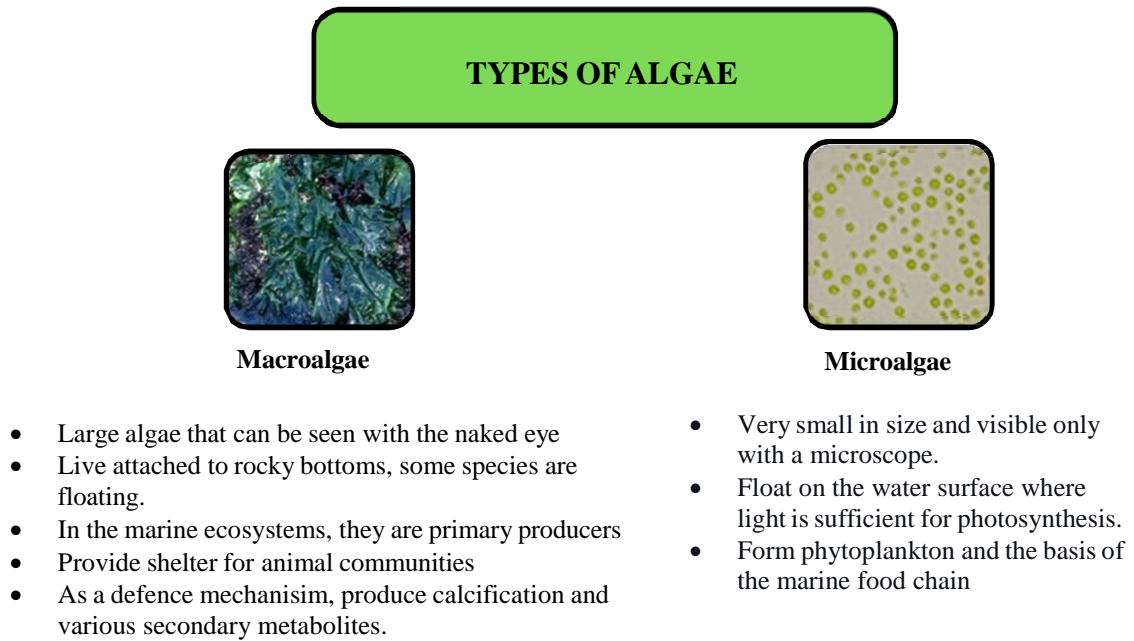 TYPES OF ALGAE
Macroalgae
• Large algae that can be seen with the naked eye
• Live attached to rocky bottoms, some species are
floating.
• In the marine ecosystems, they are primary producers
• Provide shelter for animal communities
• As a defence mechanisim, produce calcification and
various secondary metabolites.
Microalgae
• Very small in size and visible only
with a microscope.
• Float on the water surface where
light is sufficient for photosynthesis.
• Form phytoplankton and the basis of
the marine food chain